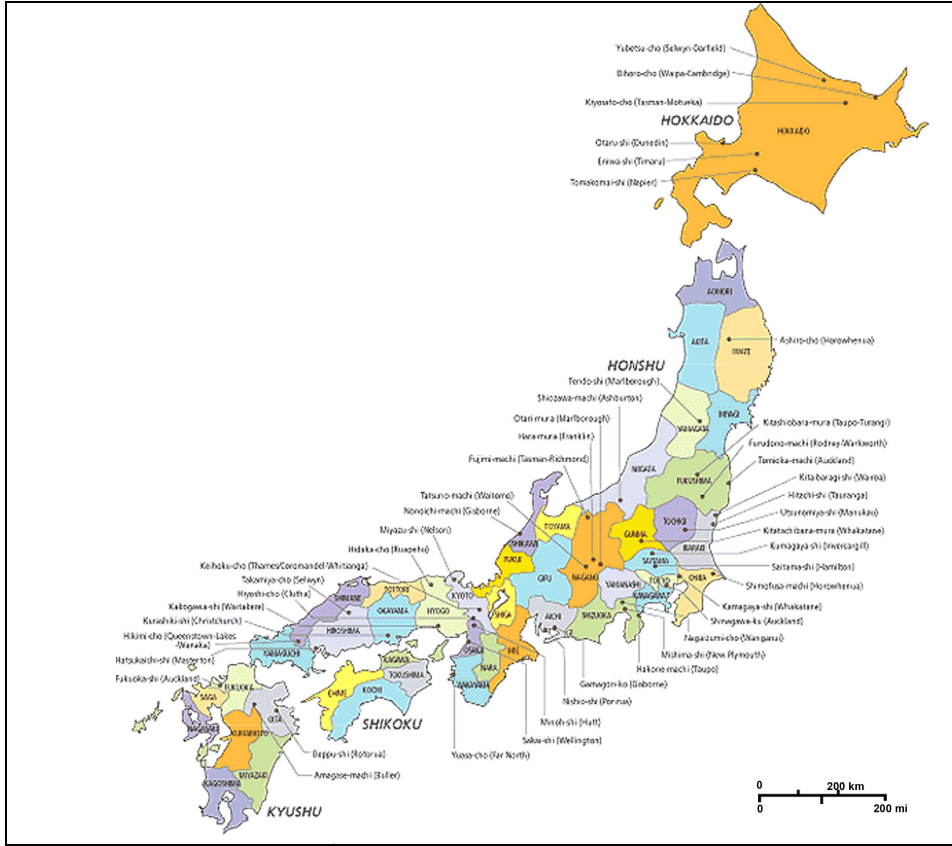 Yubetsu-cho (Selwyn-Darfield)
Bihoro-cho (Waipa-Cambridge)
Kiyosato-cho (Tasman-Motueka)
HOKKAIDO
HOKKAIDO
Otaru-shi (Dunedin)
Eniwa-shi (Timaru)
Tomakomai-shi (Napier)
AOMORI
AKITA
IWATE
Ashiro-cho (Horowhenua)
HONSHU
Tendo-shi (Marlborough)
Shiozawa-machi (Ashburton)
Otari-mura (Marlborough)
Hara-mura (Franklin)
Fujimi-machi (Tasman-Richmond)
MIYAGI
YAMAGATA
Kitashiobara-mura (Taupo-Turangi)
Furudono-machi (Rodney-Warkworth)
Tomioka-machi (Auckland)
NIIGATA
FUKUSHIMA
Kitabaragi-shi (Wairoa)
Hitachi-shi (Tauranga)
Utsunomiya-shi (Manukau)
Kitatachibana-mura (Whakatane)
Kumagaya-shi (Invercargill)
Saitama-shi (Hamilton)
Shimofusa-machi (Horowhenua)
Kamagaya-shi (Whakatane)
Shinagawa-ku (Auckland)
Nagaizumi-cho (Wanganui)
Mishima-shi (New Plymouth)
Hakone-machi (Taupo)
Gamagori-ko (Gisborne)
Nishio-shi (Porirua)
Minoh-shi (Hutt)
Sakai-shi (Wellington)
Yuasa-cho (Far North)
Tatsuno-machi (Waitomo)
Nonoichi-machi (Gisborne)
Miyazu-shi (Nelson)
Hidaka-cho (Ruapehu)
Keihoku-cho (Thames/Coromandel-Whitianga)
Takamiya-cho (Selwyn)
Hiyoshi-cho (Clutha)
Kakogawa-shi (Waitakere)
Kurashiki-shi (Christchurch)
Hikimi-cho (Queenstown-Lakes
-Wanaka)
Hatsukaichi-shi (Masterton)
Fukuoka-shi (Auckland)
TOCHIGI
GUNMA
IBARAKI
SAITAMA
TOKYO
CHIBA
KANAGAWA
YAMANASHI
NAGANO
SHIZUOKA
TOYAMA
ISHIKAWA
FUKUI
GIFU
AICHI
SHIGA
KYOTO
MIE
NARA
OSAKA
WAKAYAMA
HYOGO
TOTTORI
OKAYAMA
SHIMANE
HIROSHIMA
YAMAGUCHI
KAGAWA
TOKUSHIMA
EHIME
KOCHI
SHIKOKU
FUKUOKA
SAGA
NAGASAKI
OITA
KUMAMOTO
MIYAZAKI
KAGOSHIMA
Beppu-shi (Rotorua)
Amagase-machi (Buller)
KYUSHU
0 200 km
0 200 mi